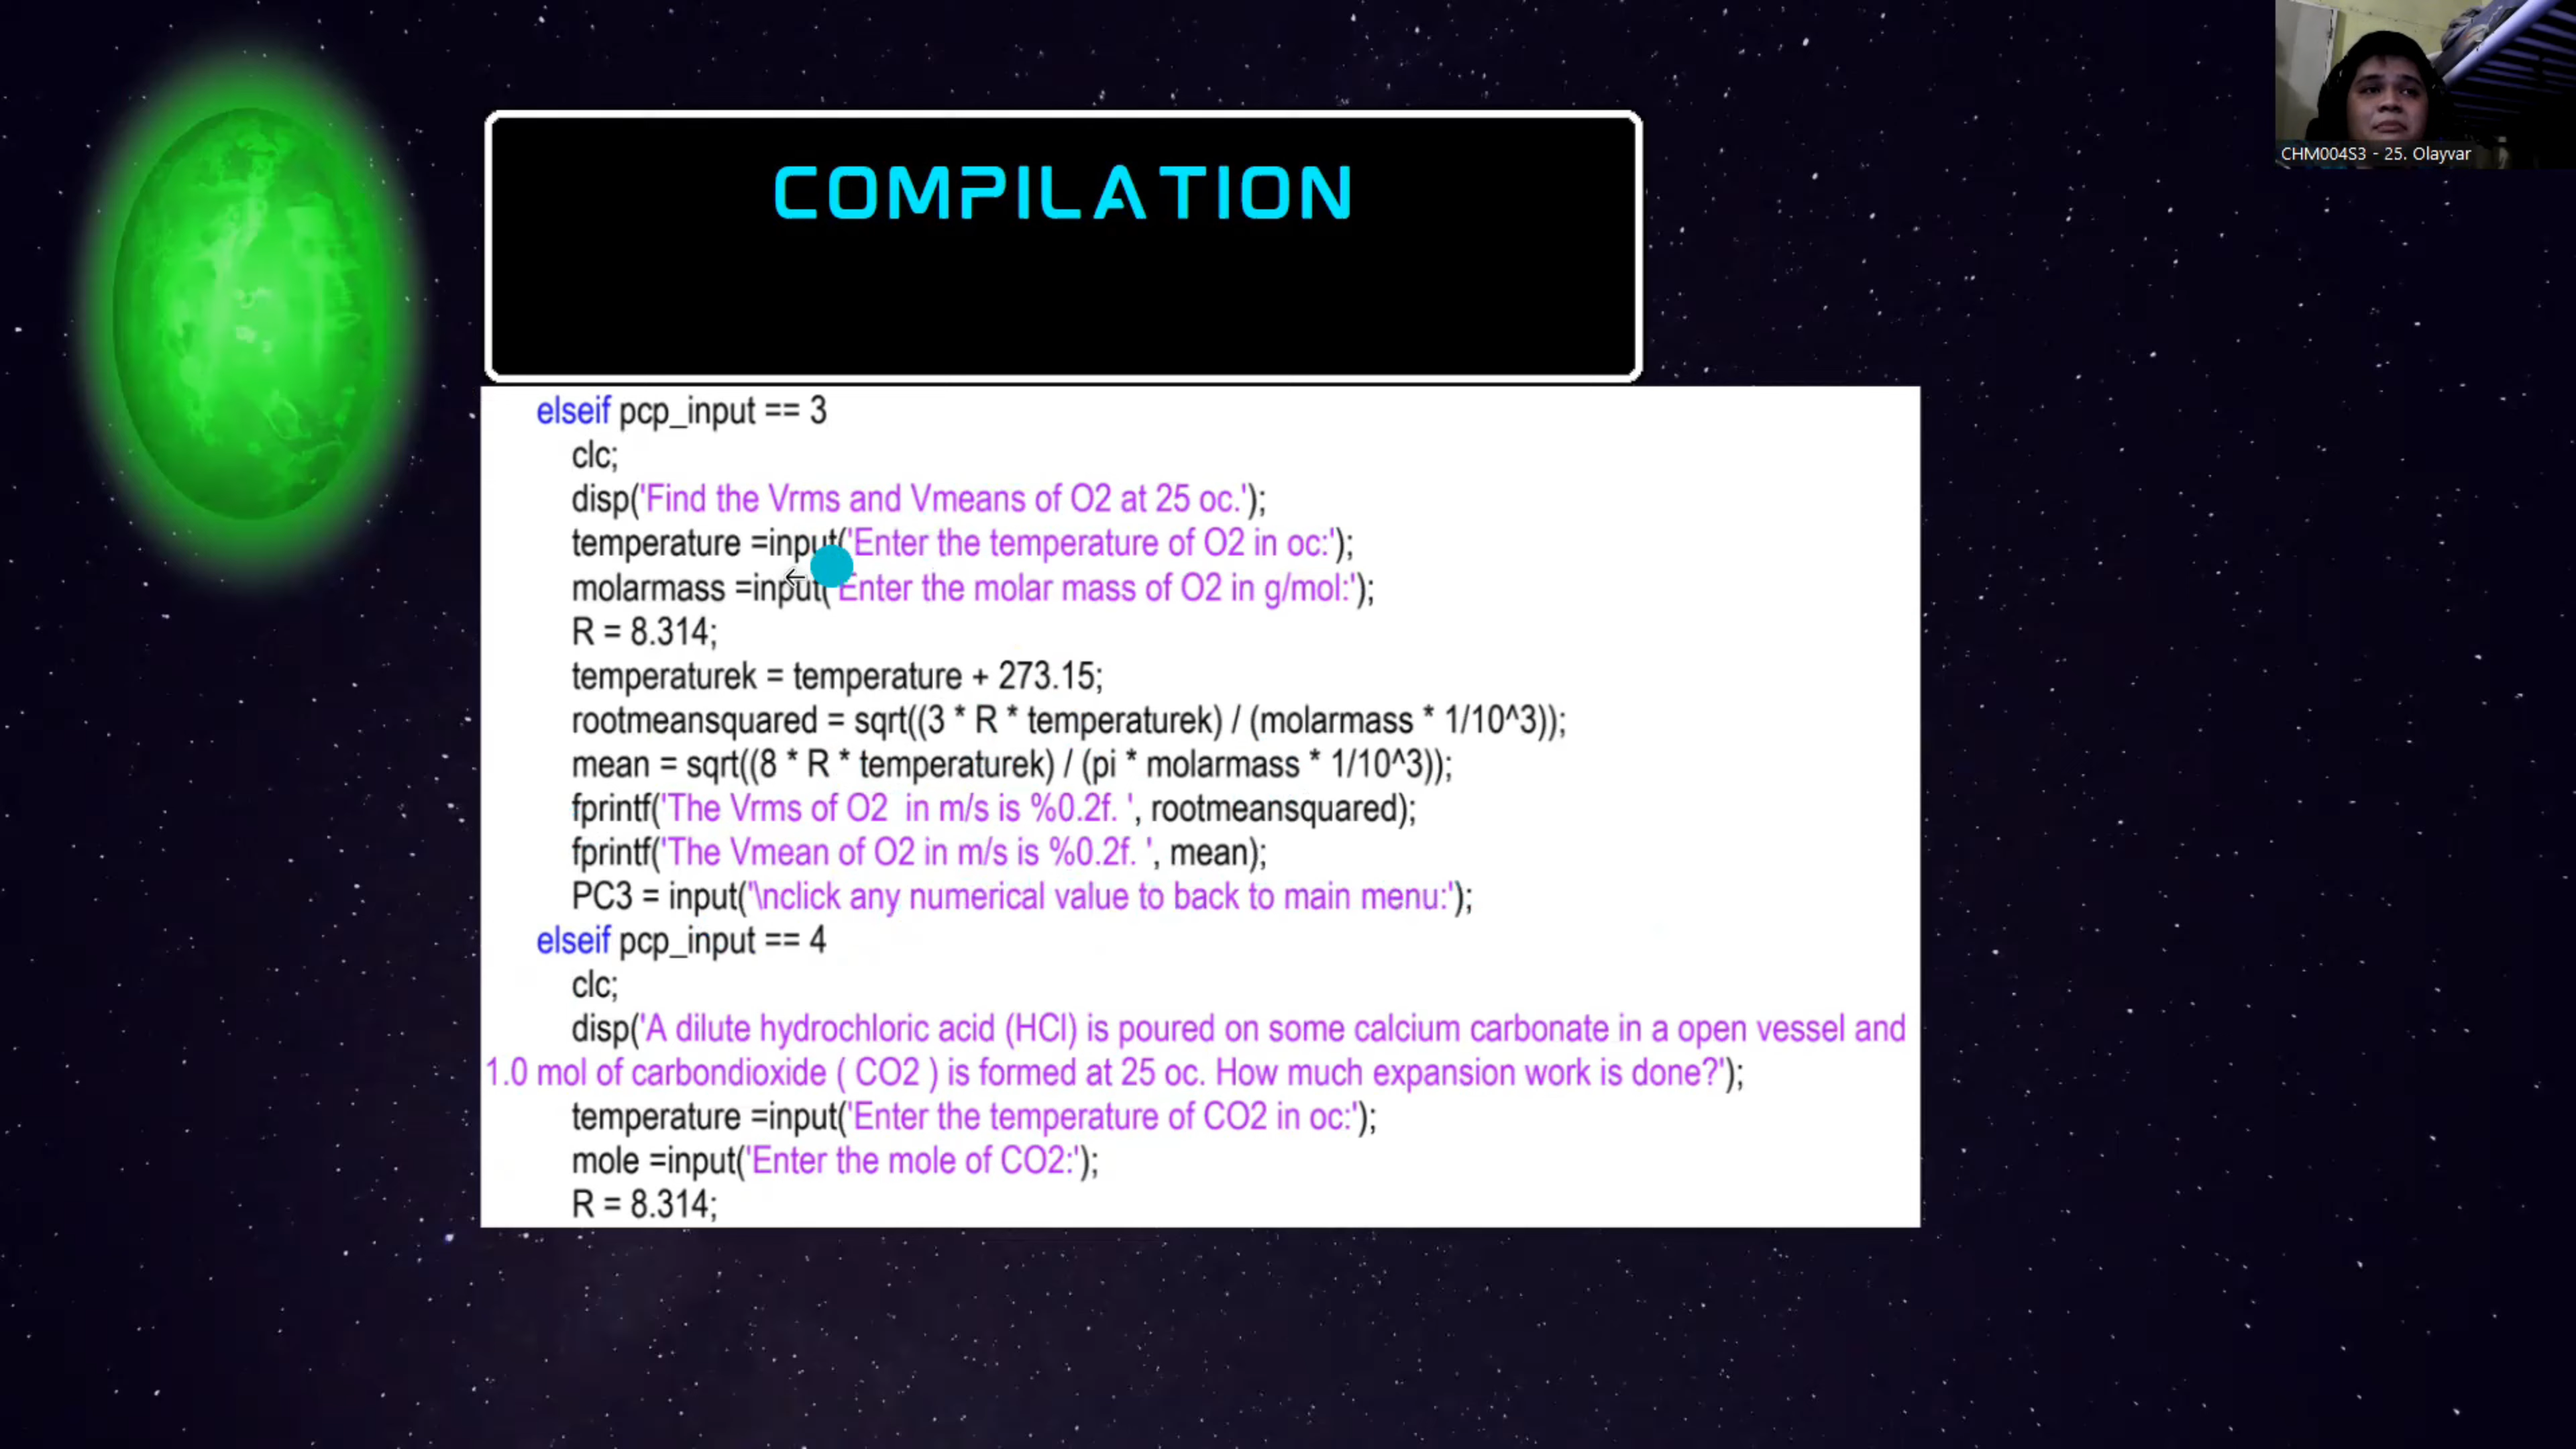 COMPILATION
CHM004S3 - 25. Olayvar
elseif pcp_input == 3
clc;
disp('Find the Vrms and Vmeans of O2 at 25 oc.');
temperature =input('Enter the temperature of O2 in oc:');
molarmass =input('Enter the molar mass of O2 in g/mol:');
R = 8.314;
temperaturek = temperature + 273.15;
rootmeansquared = sqrt((3 * R * temperaturek) / (molarmass * 1/10^3));
mean = sqrt((8 * R * temperaturek) / (pi * molarmass * 1/10^3));
fprintf('The Vrms of O2  in m/s is %0.2f. ', rootmeansquared);
fprintf('The Vmean of O2 in m/s is %0.2f. ', mean);
PC3 = input('\nclick any numerical value to back to main menu:');
elseif pcp_input == 4
clc;
disp('A dilute hydrochloric acid (HCl) is poured on some calcium carbonate in a open vessel and
1.0 mol of carbondioxide ( CO2 ) is formed at 25 oc. How much expansion work is done?');
temperature =input('Enter the temperature of CO2 in oc:');
mole =input('Enter the mole of CO2:');
R = 8.314;